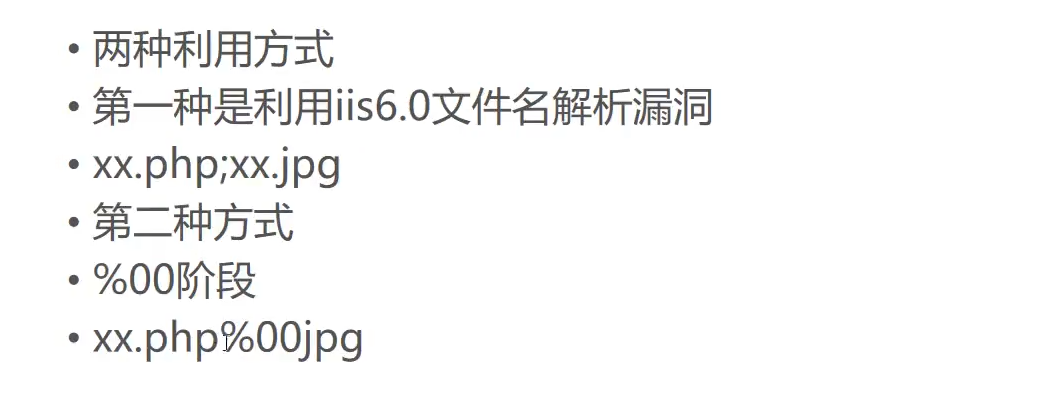 • 两种利用方式
• 第一种是利用iis6.0文件名解析漏洞
• xx.php;xx.jpg
• 第二种方式
• %00阶段
• xx.php%00jpg